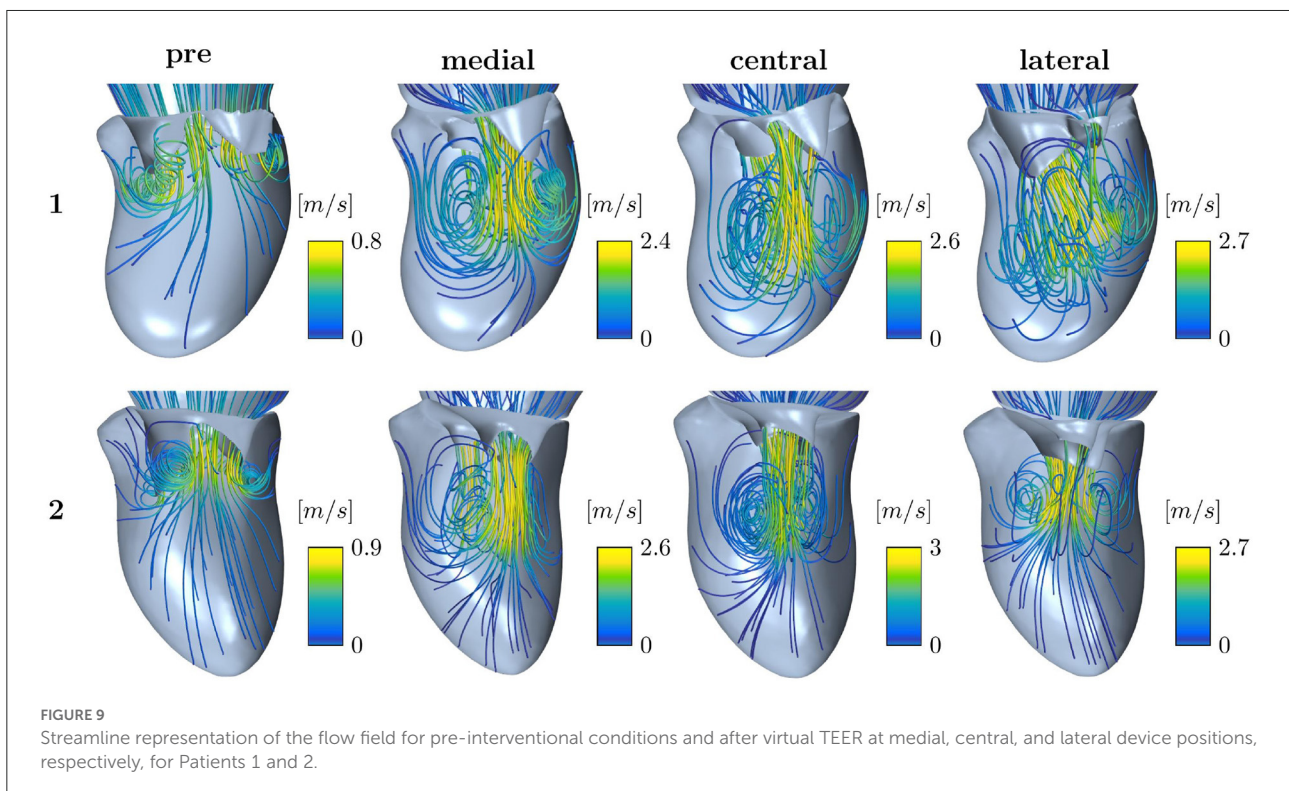 pre medial central lateral
1
[m/s] [m/s] [m/s] [m/s]
0.8 2.4 2.6 2.7
0 0 0 0
2
[m/s] [m/s] [m/s] [m/s]
0.9 2.6 3 2.7
0 0 0 0
FIGURE 9
Streamline representation of the flow field for pre-interventional conditions and after virtual TEER at medial, central, and lateral device positions,
respectively, for Patients 1 and 2.